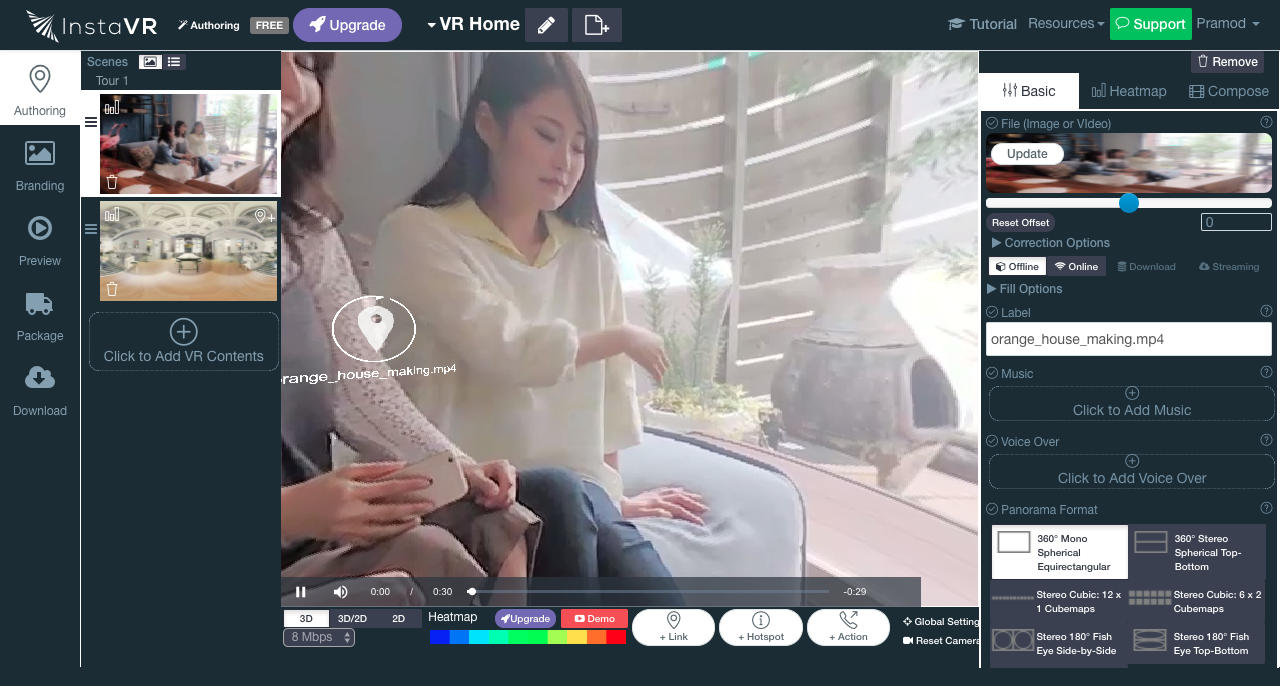 InstaVR
Authoring
FREE
Upgrade
VR Home
Tutorial
Resources
Support
Pramod
Authoring
Branding
Preview
Package
Download
Scenes
Tour 1
Click to Add VR Contents
orange_house_making.mp4
0:00
/
0:30
-0:29
3D
3D/2D
2D
8 Mbps
Heatmap
Upgrade
Demo
+ Link
+ Hotspot
+ Action
Global Setting
Reset Camera
Remove
Basic
Heatmap
Compose
File (Image or VIdeo)
Update
Reset Offset
0
Correction Options
Offline
Online
Download
Streaming
Fill Options
Label
orange_house_making.mp4
Music
Click to Add Music
Voice Over
Click to Add Voice Over
Panorama Format
360° Mono
Spherical
Equirectangular
360° Stereo
Spherical Top-
Bottom
Stereo Cubic: 12 x
1 Cubemaps
Stereo Cubic: 6 x 2
Cubemaps
Stereo 180° Fish
Eye Side-by-Side
Stereo 180° Fish
Eye Top-Bottom